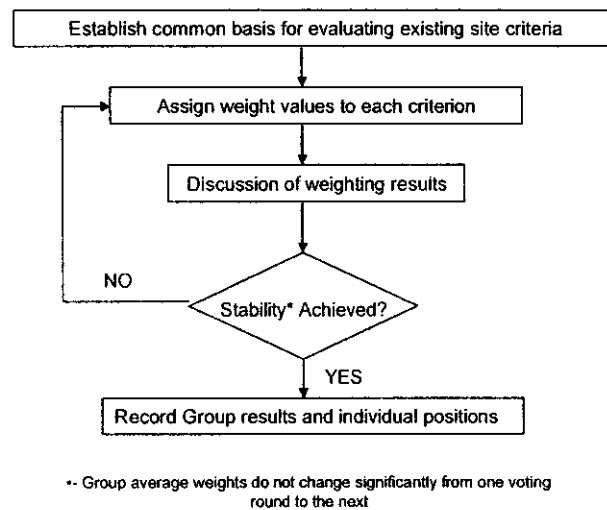 Establish common basis for evaluating existing site criteria
Assign weight values to each criterion
Discussion of weighting results
NO
Stability* Achieved?
YES
Record Group results and individual positions
*- Group average weights do not change significantly from one voting
round to the next